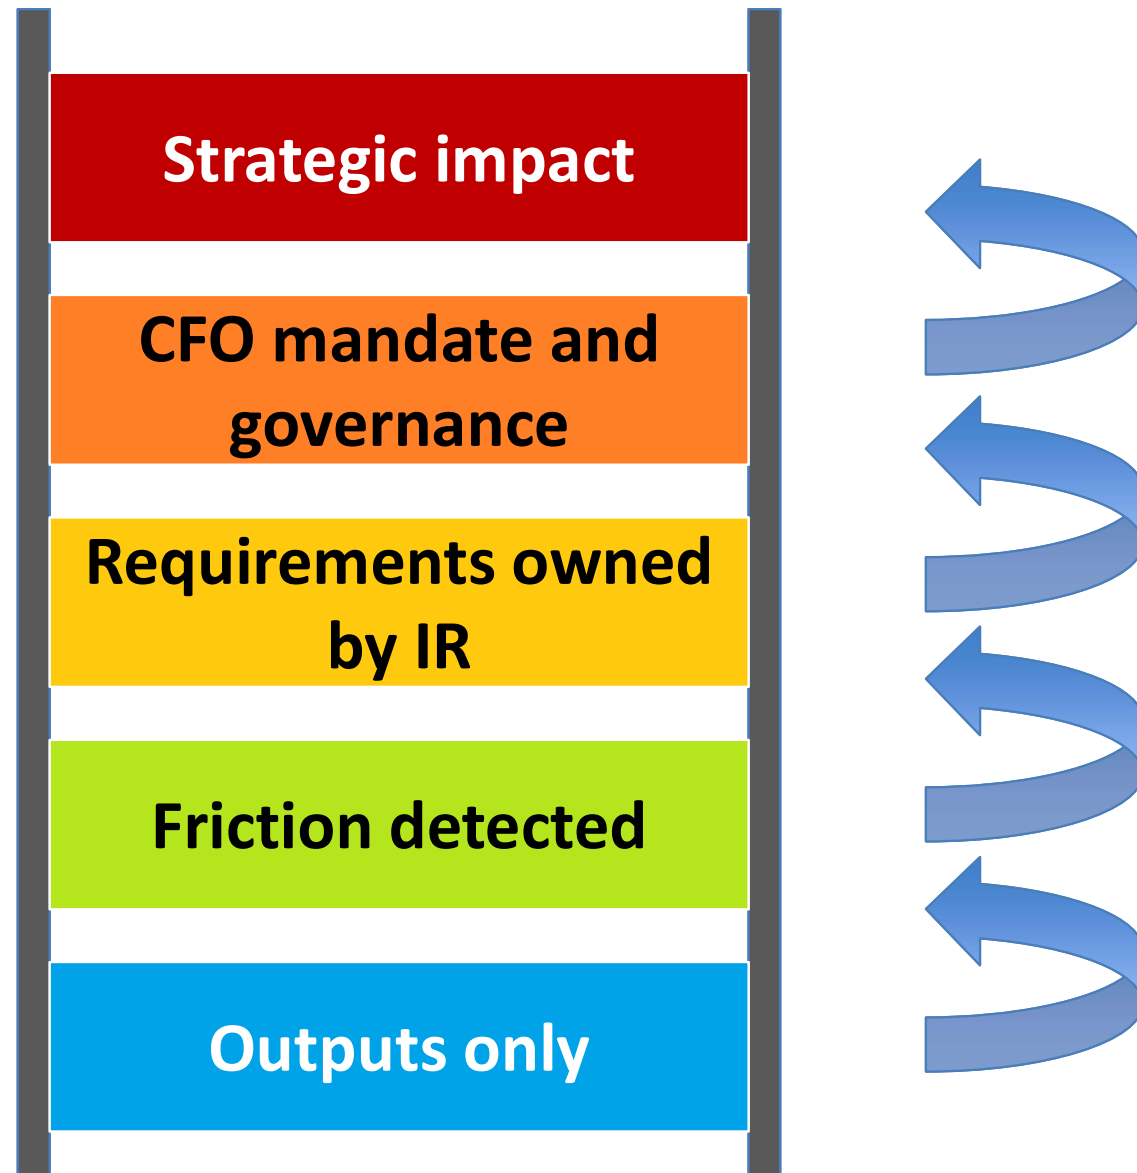 Strategic impact
CFO mandate and
governance
Requirements owned
by IR
Friction detected
Outputs only